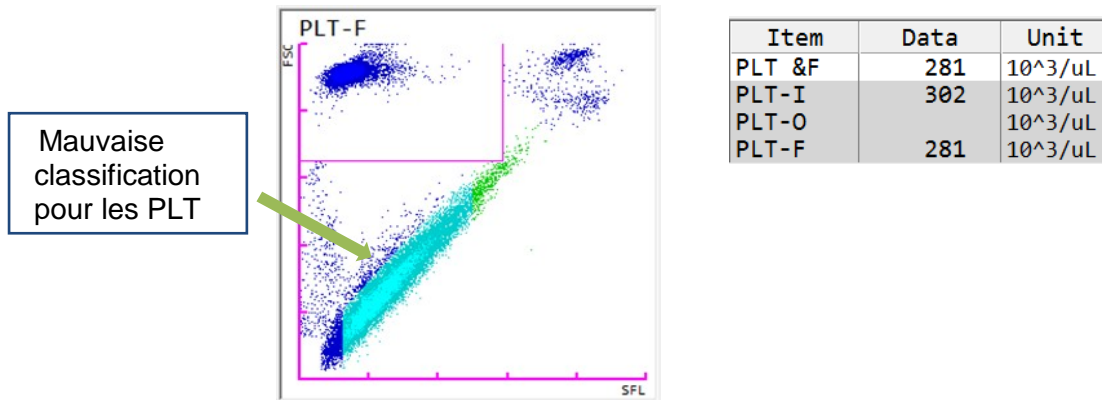 PLT-F
FSC
SFL
Mauvaise
classification
pour les PLT
Item Data Unit
PLT &F 281 10^3/uL
PLT-I 302 10^3/uL
PLT-O 10^3/uL
PLT-F 281 10^3/uL